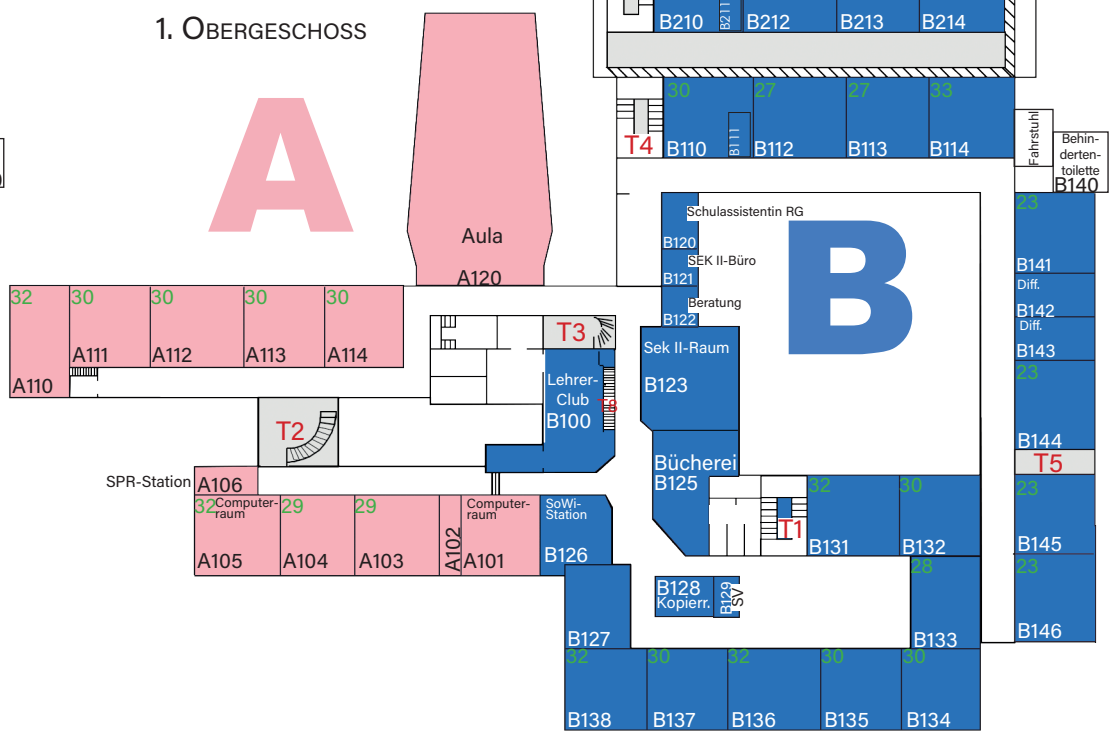 1. OBERGESCHOSS
A
B210
B211
B212
B213
B214
30
27
27
33
T4
B110
B111
B112
B113
B114
Fahrstuhl
Behin-
derten-
toilette
B140
Aula
A120
Schulassistentin RG
B120
SEK II-Büro
B121
Beratung
B122
B
23
B141
Diff.
B142
Diff.
B143
23
B144
T5
23
B145
23
B146
32
30
30
30
30
A110
A111
A112
A113
A114
T3
Lehrer-
Club
B100
T8
Sek II-Raum
B123
T2
Bücherei
B125
32
30
T1
B131
B132
SPR-Station
A106
32
Computer-
raum
29
29
Computer-
raum
SoWi-
Station
A105
A104
A103
A102
A101
B126
B127
B128
Kopierr.
B129
SV
28
B133
32
30
32
30
30
B138
B137
B136
B135
B134